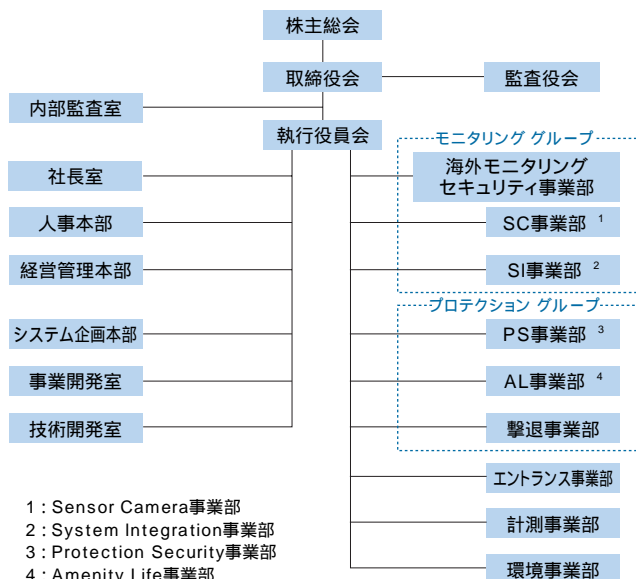 株主総会
取締役会
監査役会
内部監査室
執行役員会
モニタリング グループ
社長室
海外モニタリング
セキュリティ事業部
人事本部
SC事業部 1
経営管理本部
SI事業部 2
プロテクション グループ
システム企画本部
PS事業部 3
事業開発室
AL事業部 4
技術開発室
撃退事業部
エントランス事業部
計測事業部
環境事業部
1 : Sensor Camera事業部
2 : System Integration事業部
3 : Protection Security事業部
4 : Amenity Life事業部